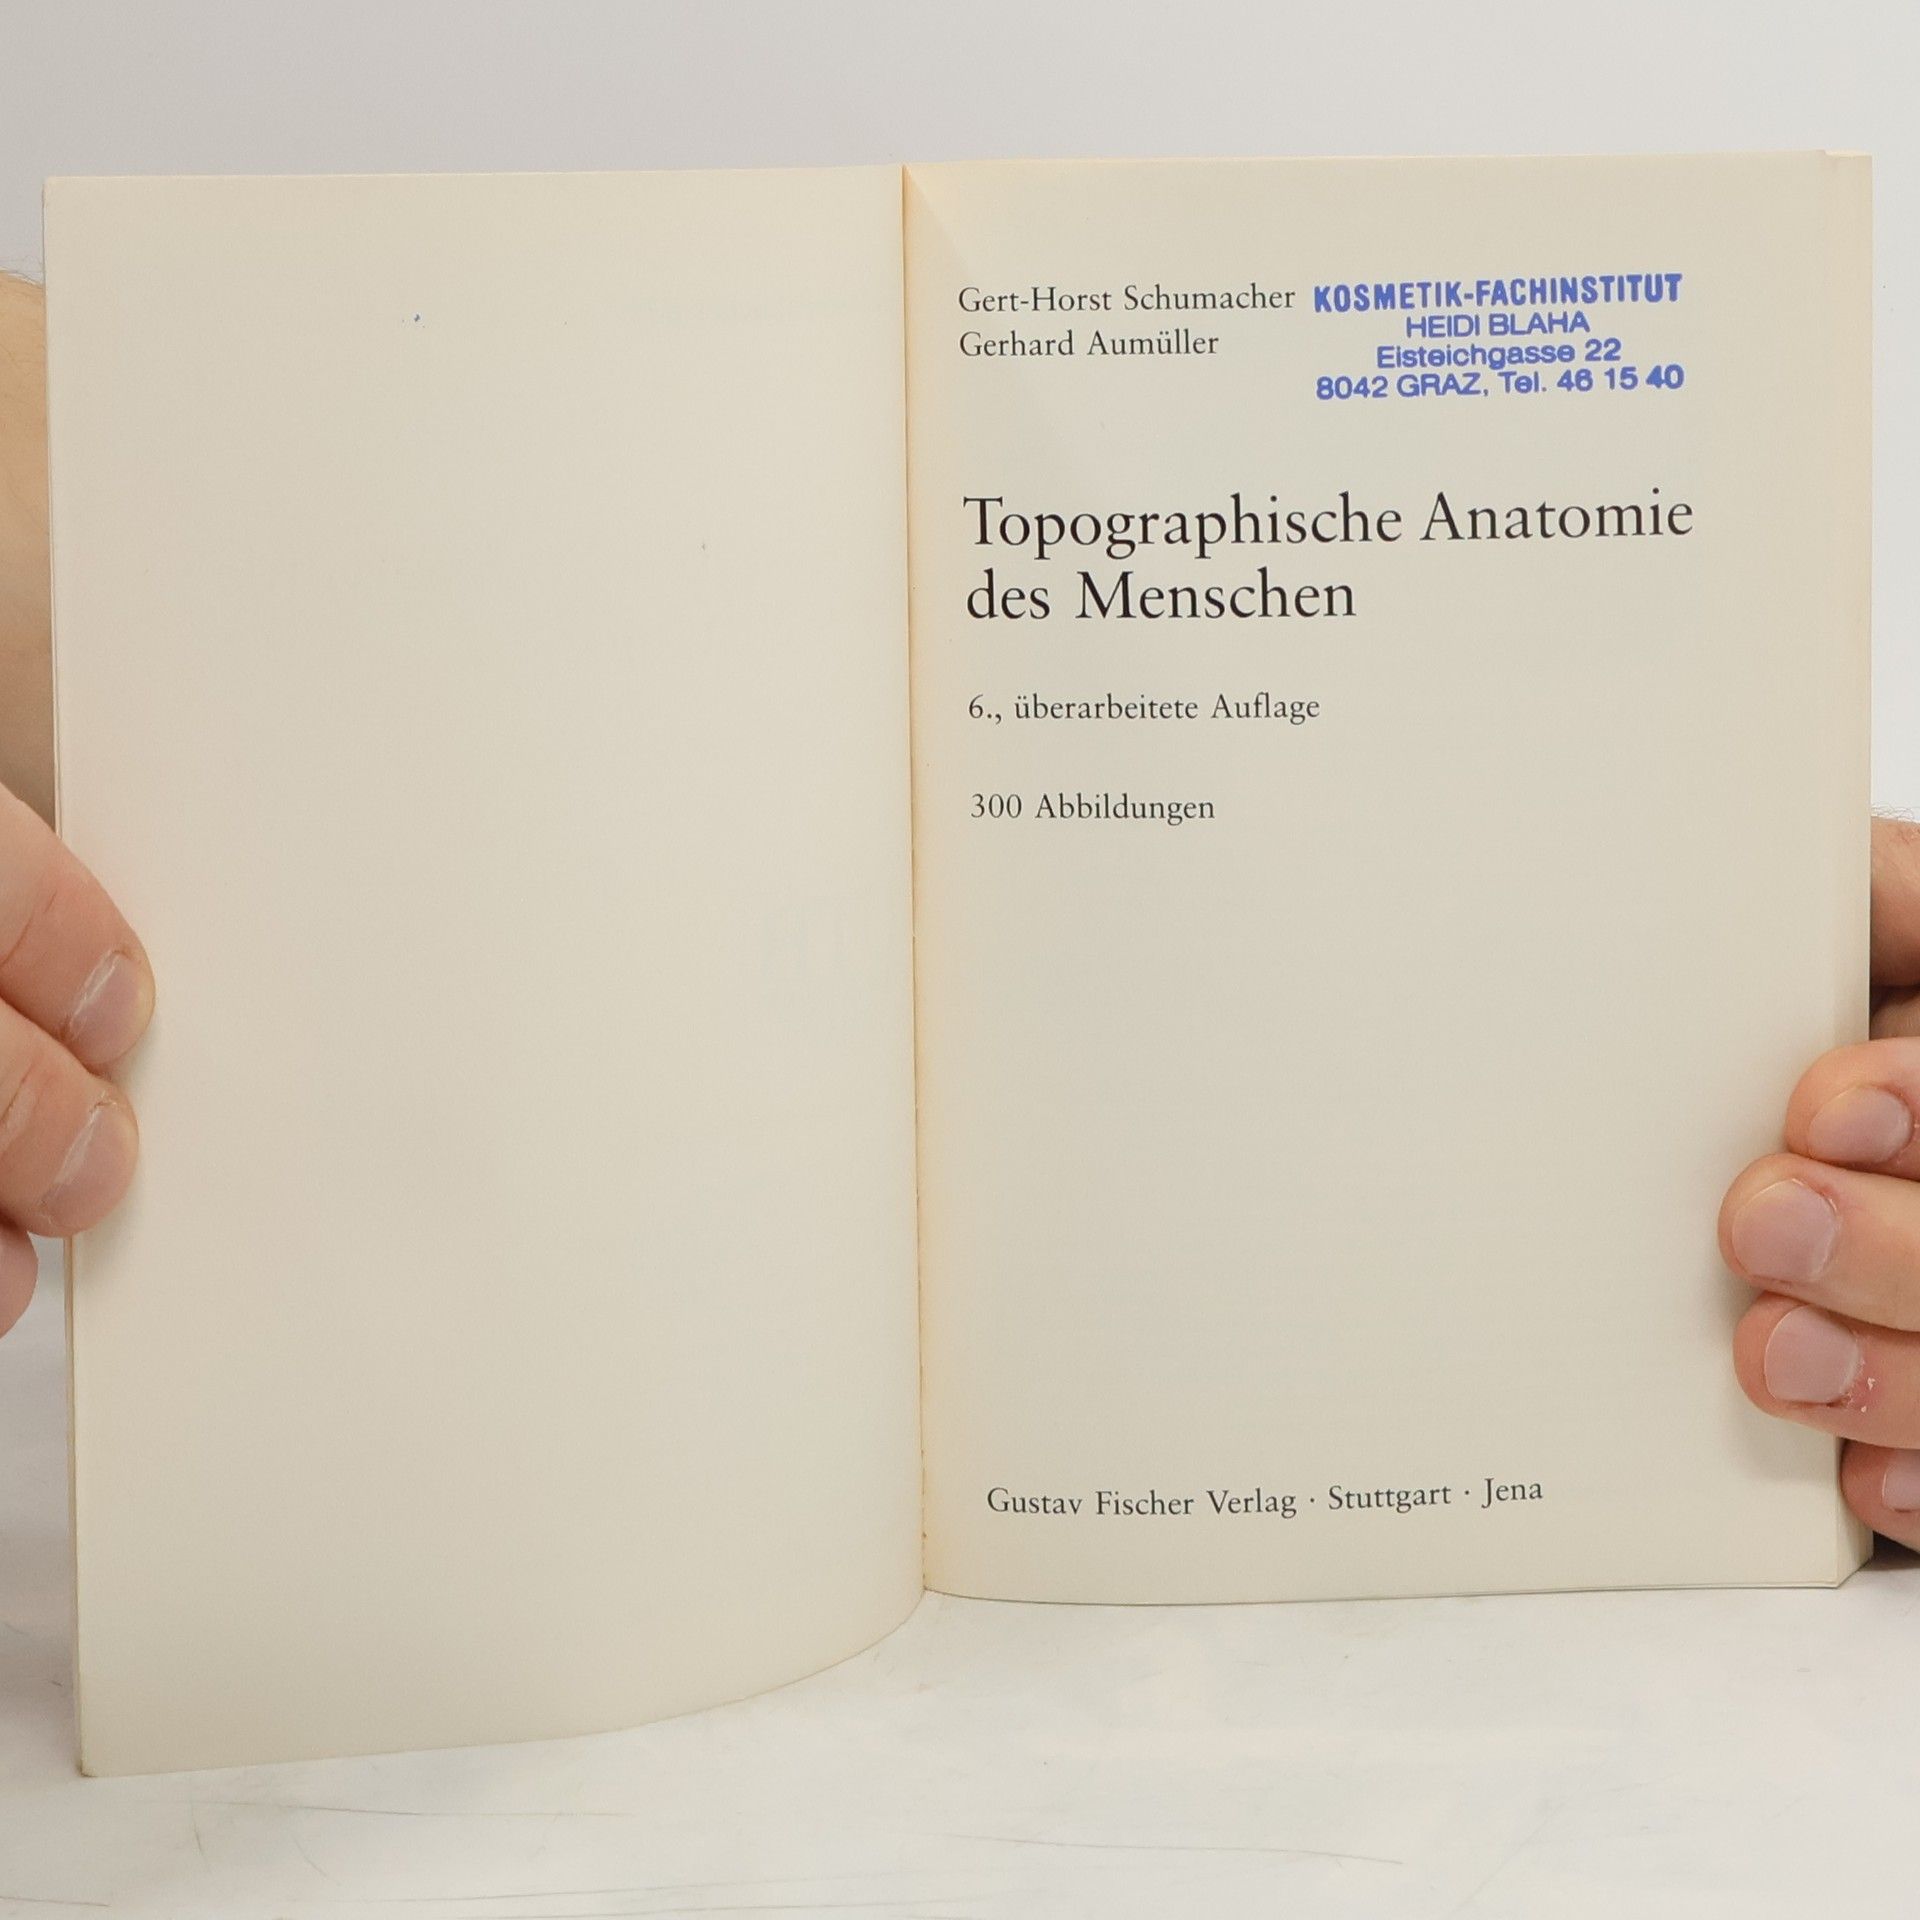 Gert-Horst Schumacher
Gerhard Aumüller
KOSMETIK-FACHINSTITUT
HEIDI BLAHA
Eisteichgasse 22
8042 GRAZ, Tel. 46 15 40
Topographische Anatomie
des Menschen
6., überarbeitete Auflage
300 Abbildungen
Gustav Fischer Verlag · Stuttgart · Jena